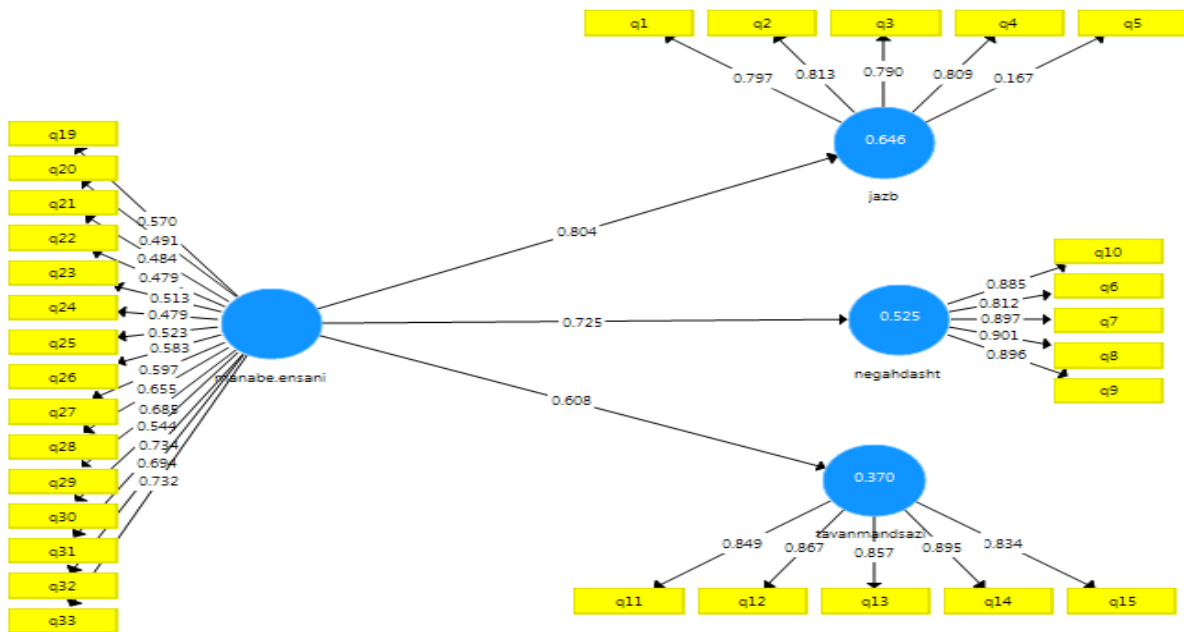 q1
q2
q3
q4
q5
0.797
0.813
0.790
0.809
0.167
0.646
jazb
q19
q20
q21
q22
q23
q24
q25
q26
q27
q28
q29
q30
q31
q32
q33
0.570
0.491
0.484
0.479
0.513
0.479
0.523
0.583
0.597
0.655
0.685
0.544
0.734
0.694
0.732
manabe.ensani
0.804
0.725
0.608
0.525
negahdasht
0.885
0.812
0.897
0.901
0.896
q10
q6
q7
q8
q9
0.370
tavanmandsazi
0.849
0.867
0.857
0.895
0.834
q11
q12
q13
q14
q15